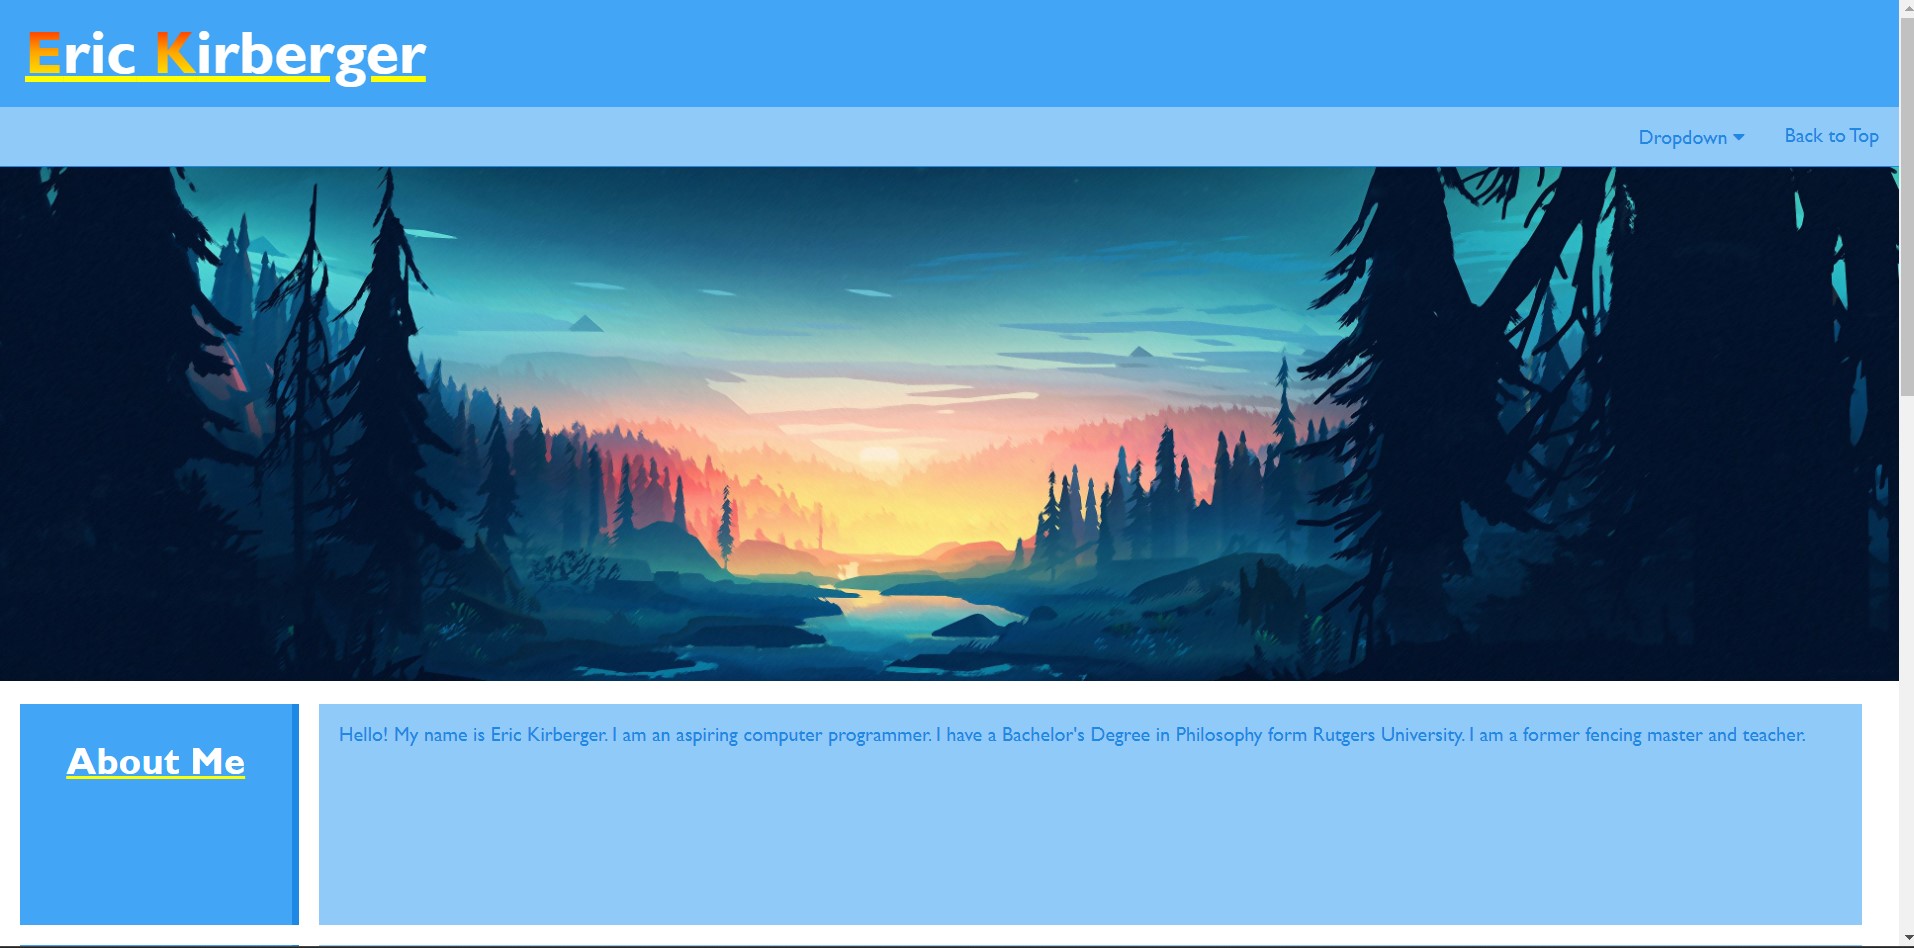 Eric Kirberger
Dropdown
Back to Top
About Me
Hello! My name is Eric Kirberger. I am an aspiring computer programmer. I have a Bachelor's Degree in Philosophy form Rutgers University. I am a former fencing master and teacher.